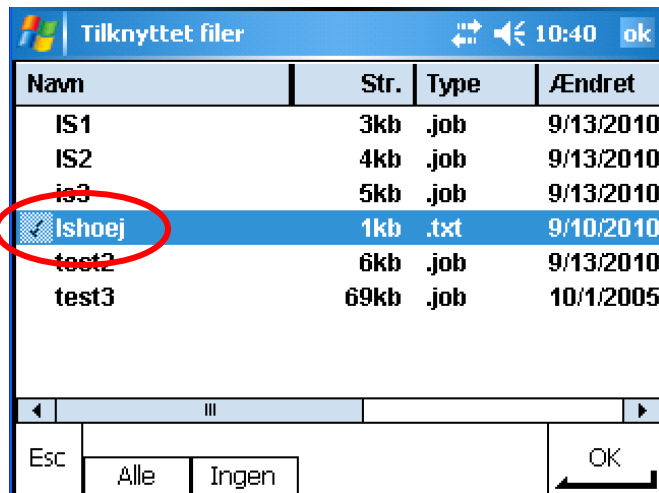 Tilknyttet filer 10:40 ok
Navn Str. Type Ændret
IS1 3kb .job 9/13/2010
IS2 4kb .job 9/13/2010
is3 5kb .job 9/13/2010
Ishoej 1kb .txt 9/10/2010
test2 6kb .job 9/13/2010
test3 69kb .job 10/1/2005
Esc Alle Ingen OK